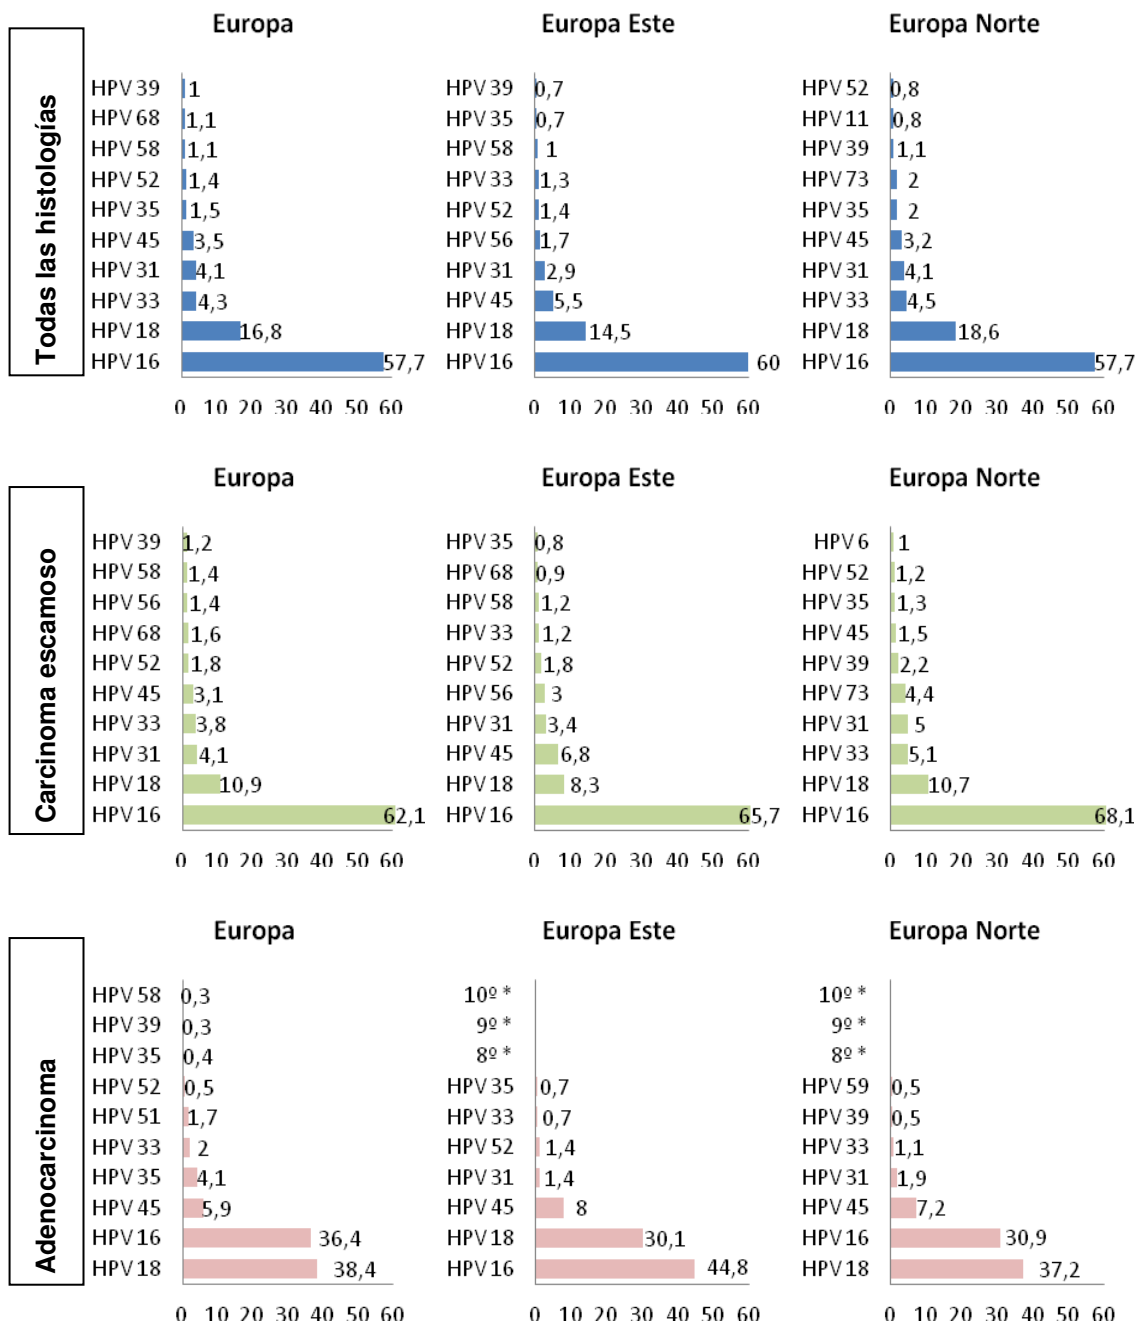 Todas las histologías
Europa
HPV 39 1
HPV 68 1,1
HPV 58 1,1
HPV 52 1,4
HPV 35 1,5
HPV 45 3,5
HPV 31 4,1
HPV 33 4,3
HPV 18 16,8
HPV 16 57,7
0 10 20 30 40 50 60
Europa Este
HPV 39 0,7
HPV 35 0,7
HPV 58 1
HPV 33 1,3
HPV 52 1,4
HPV 56 1,7
HPV 31 2,9
HPV 45 5,5
HPV 18 14,5
HPV 16 60
0 10 20 30 40 50 60
Europa Norte
HPV 52 0,8
HPV 11 0,8
HPV 39 1,1
HPV 73 2
HPV 35 2
HPV 45 3,2
HPV 31 4,1
HPV 33 4,5
HPV 18 18,6
HPV 16 57,7
0 10 20 30 40 50 60
Carcinoma escamoso
Europa
HPV 39 1,2
HPV 58 1,4
HPV 56 1,4
HPV 68 1,6
HPV 52 1,8
HPV 45 3,1
HPV 33 3,8
HPV 31 4,1
HPV 18 10,9
HPV 16 62,1
0 10 20 30 40 50 60
Europa Este
HPV 35 0,8
HPV 68 0,9
HPV 58 1,2
HPV 33 1,2
HPV 52 1,8
HPV 56 3
HPV 31 3,4
HPV 45 6,8
HPV 18 8,3
HPV 16 65,7
0 10 20 30 40 50 60
Europa Norte
HPV 6 1
HPV 52 1,2
HPV 35 1,3
HPV 45 1,5
HPV 39 2,2
HPV 73 4,4
HPV 31 5
HPV 33 5,1
HPV 18 10,7
HPV 16 68,1
0 10 20 30 40 50 60
Adenocarcinoma
Europa
HPV 58 0,3
HPV 39 0,3
HPV 35 0,4
HPV 52 0,5
HPV 51 1,7
HPV 33 2
HPV 35 4,1
HPV 45 5,9
HPV 16 36,4
HPV 18 38,4
0 10 20 30 40 50 60
Europa Este
10º *
9º *
8º *
HPV 35 0,7
HPV 33 0,7
HPV 52 1,4
HPV 31 1,4
HPV 45 8
HPV 18 30,1
HPV 16 44,8
0 10 20 30 40 50 60
Europa Norte
10º *
9º *
8º *
HPV 59 0,5
HPV 39 0,5
HPV 33 1,1
HPV 31 1,9
HPV 45 7,2
HPV 16 30,9
HPV 18 37,2
0 10 20 30 40 50 60